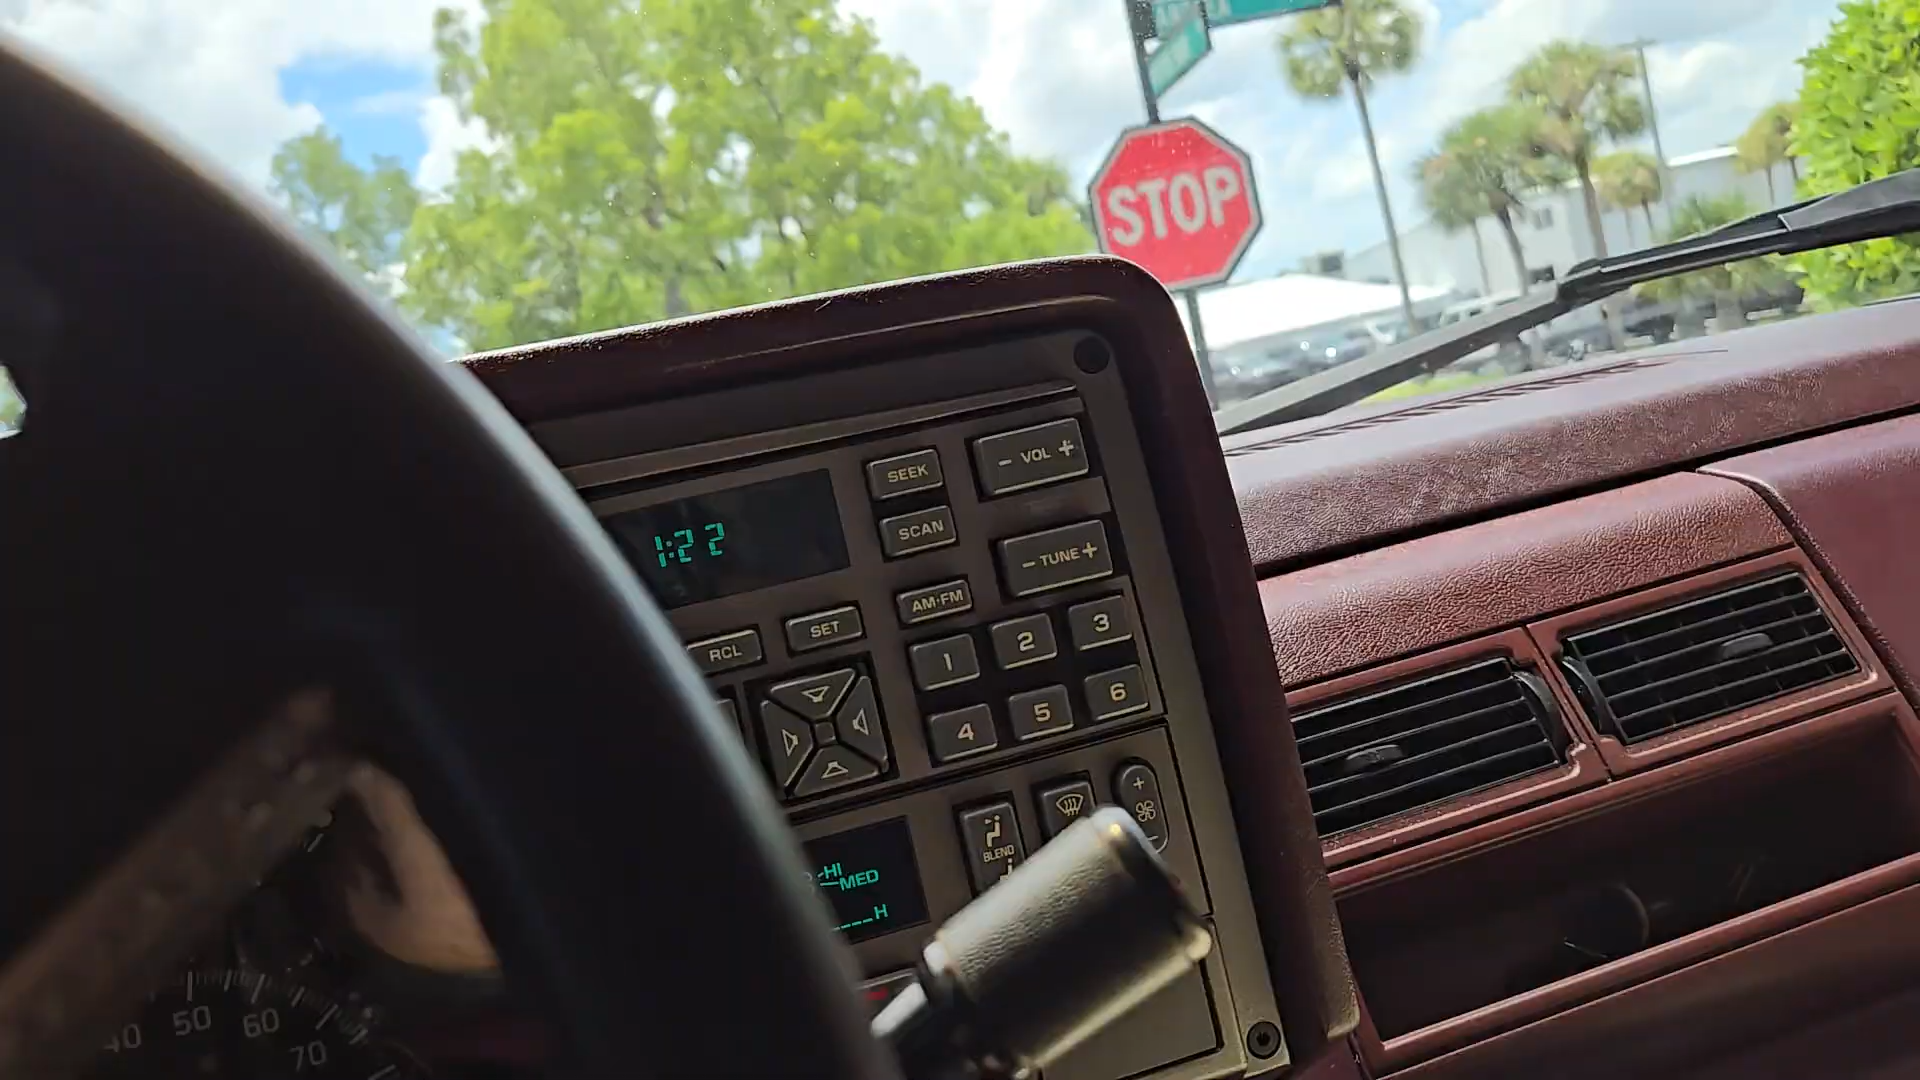 STOP
1:22
SEEK
- VOL +
SCAN
- TUNE +
AM·FM
RCL
SET
1
2
3
4
5
6
+
BLEND
HI
MED
H
50
60
70